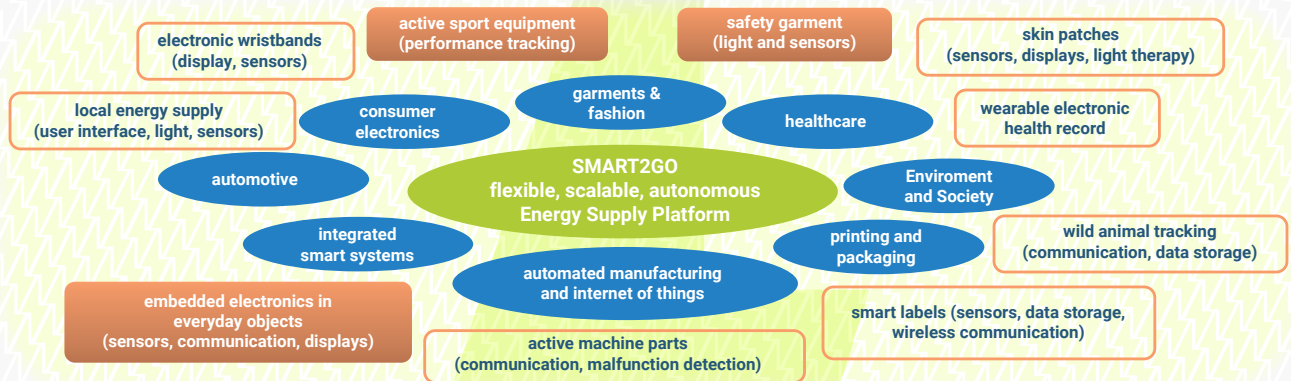 active sport equipment
(performance tracking)
safety garment
(light and sensors)
electronic wristbands
(display, sensors)
skin patches
(sensors, displays, light therapy)
local energy supply
(user interface, light, sensors)
consumer
electronics
garments &
fashion
healthcare
wearable electronic
health record
automotive
SMART2GO
flexible, scalable, autonomous
Energy Supply Platform
Enviroment
and Society
integrated
smart systems
automated manufacturing
and internet of things
printing and
packaging
wild animal tracking
(communication, data storage)
embedded electronics in
everyday objects
(sensors, communication, displays)
active machine parts
(communication, malfunction detection)
smart labels (sensors, data storage,
wireless communication)